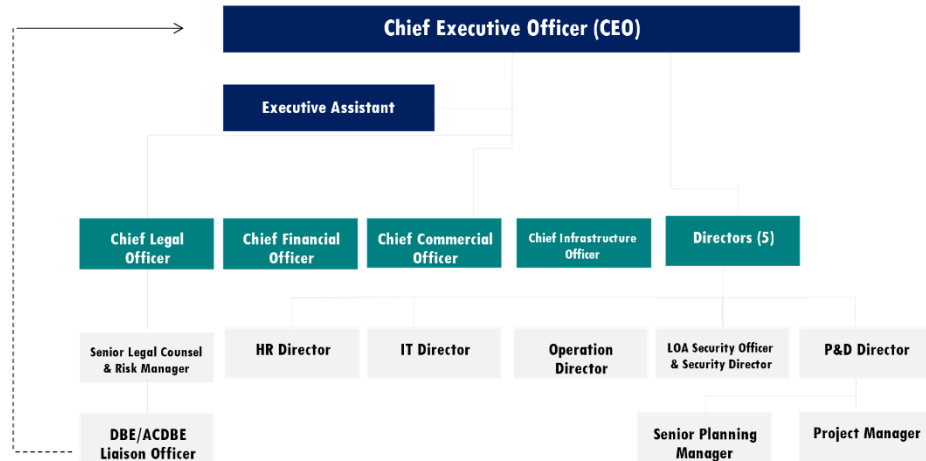 Chief Executive Officer (CEO)
Executive Assistant
Chief Legal
Officer
Chief Financial
Officer
Chief Commercial
Officer
Chief Infrastructure
Officer
Directors (5)
Senior Legal Counsel
& Risk Manager
HR Director
IT Director
Operation
Director
LOA Security Officer
& Security Director
P&D Director
DBE/ACDBE
Liaison Officer
Senior Planning
Manager
Project Manager